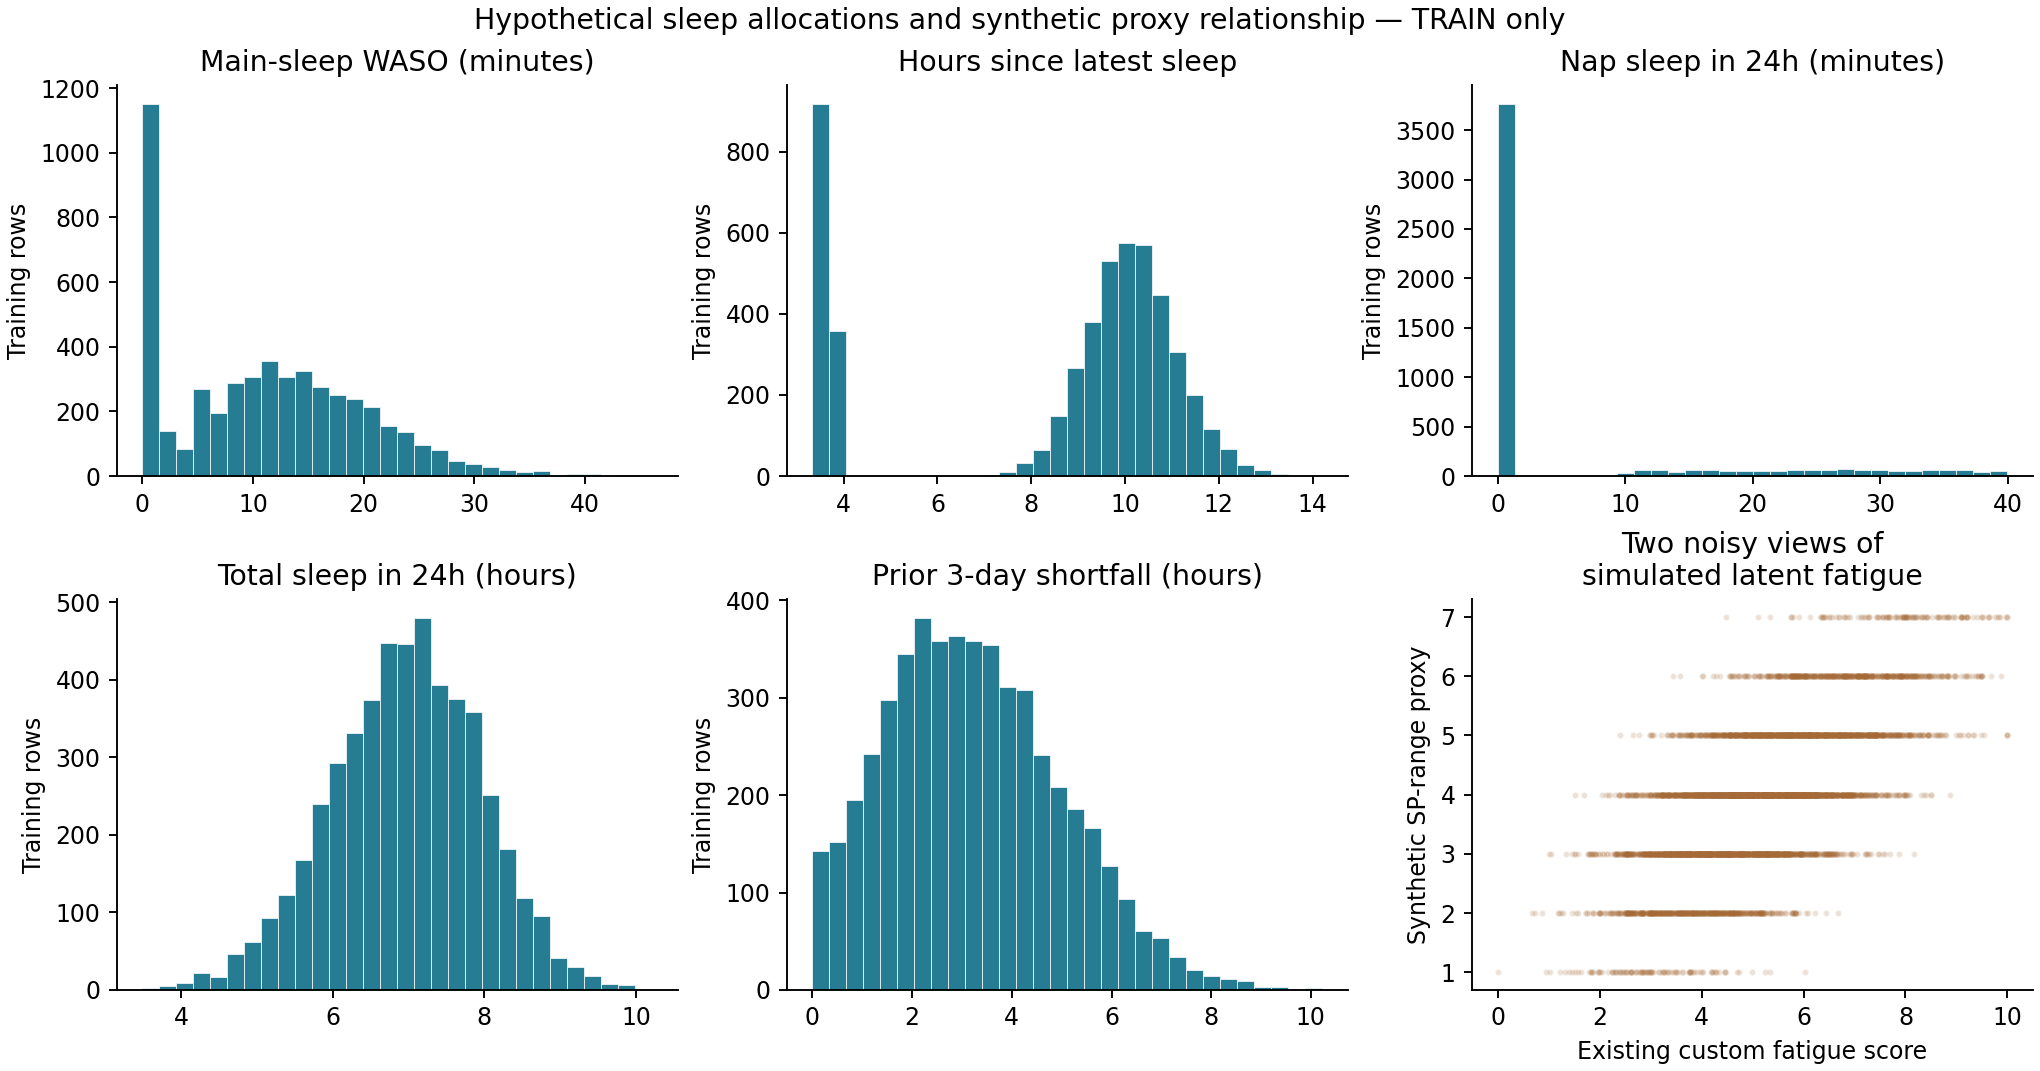 Hypothetical sleep allocations and synthetic proxy relationship — TRAIN only
Main-sleep WASO (minutes)
Training rows
1200
1000
800
600
400
200
0
0 10 20 30 40
Hours since latest sleep
Training rows
800
600
400
200
0
4 6 8 10 12 14
Nap sleep in 24h (minutes)
Training rows
3500
3000
2500
2000
1500
1000
500
0
0 10 20 30 40
Total sleep in 24h (hours)
Training rows
500
400
300
200
100
0
4 6 8 10
Prior 3-day shortfall (hours)
Training rows
400
300
200
100
0
0 2 4 6 8 10
Two noisy views of
simulated latent fatigue
Synthetic SP-range proxy
7
6
5
4
3
2
1
0 2 4 6 8 10
Existing custom fatigue score